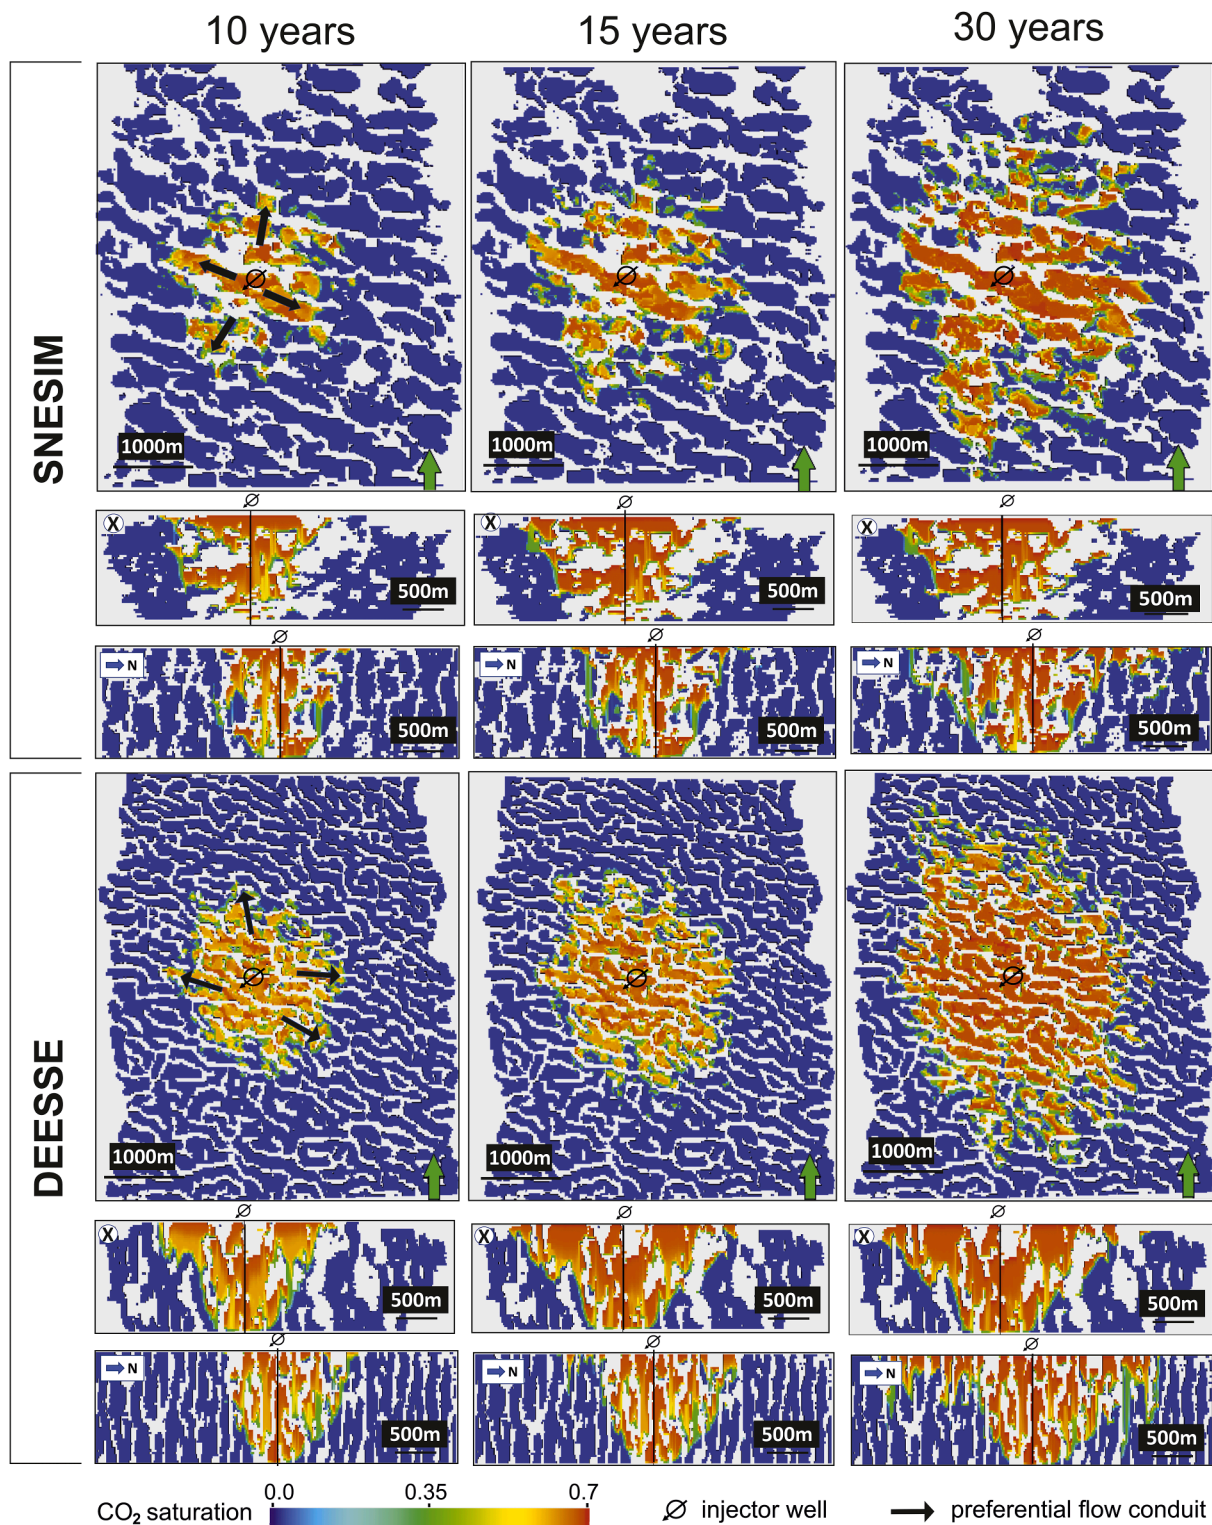 10 years 15 years 30 years
SNESIM
1000m 1000m 1000m
X X X
500m 500m 500m
N N N
500m 500m 500m
DEESSE
1000m 1000m 1000m
X X X
500m 500m 500m
N N N
500m 500m 500m
0.0 0.35 0.7
CO₂ saturation injector well preferential flow conduit